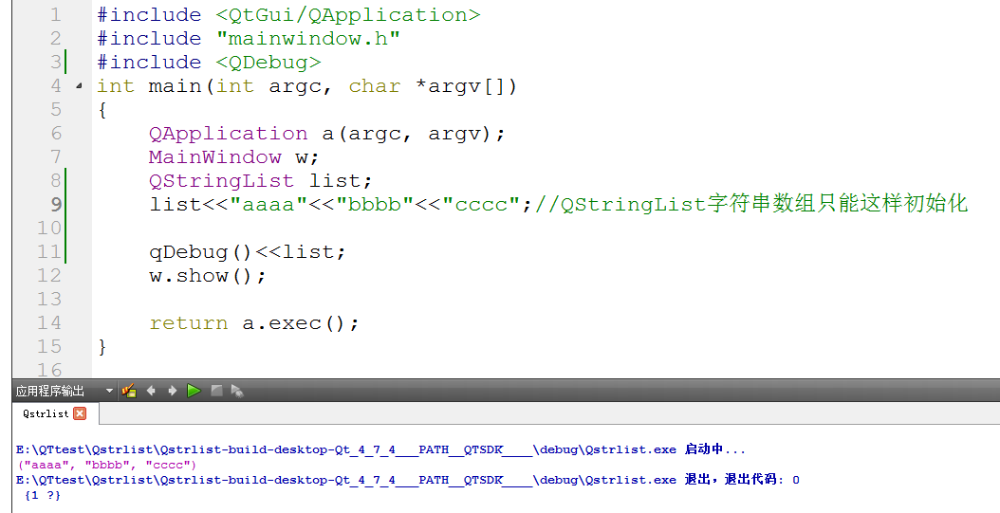 1 #include <QtGui/QApplication>
2 #include "mainwindow.h"
3 #include <QDebug>
4 int main(int argc, char *argv[])
5 {
6     QApplication a(argc, argv);
7     MainWindow w;
8     QStringList list;
9     list<<"aaaa"<<"bbbb"<<"cccc";//QStringList字符串数组只能这样初始化
10
11     qDebug()<<list;
12     w.show();
13
14     return a.exec();
15 }
16
应用程序输出
Qstrlist
E:\QTtest\Qstrlist\Qstrlist-build-desktop-Qt_4_7_4___PATH__QTSDK____\debug\Qstrlist.exe 启动中...
("aaaa", "bbbb", "cccc")
E:\QTtest\Qstrlist\Qstrlist-build-desktop-Qt_4_7_4___PATH__QTSDK____\debug\Qstrlist.exe 退出，退出代码: 0
{1 ?}